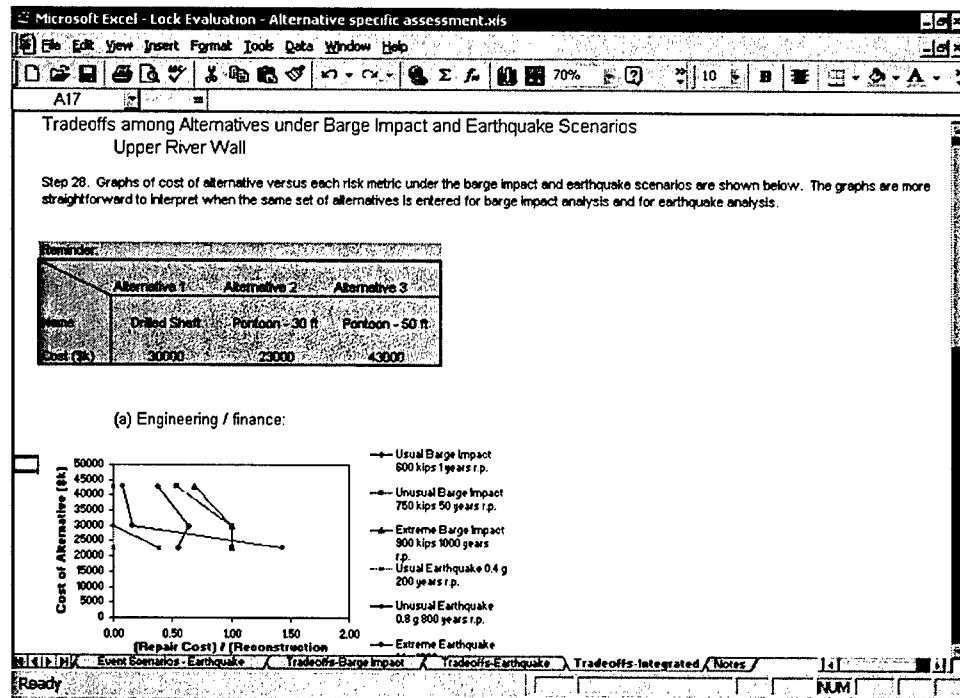 Microsoft Excel - Lock Evaluation - Alternative specific assessment.xls
File Edit View Insert Format Tools Data Window Help
70% 10 B A
A17 =
Tradeoffs among Alternatives under Barge Impact and Earthquake Scenarios
Upper River Wall
Step 28. Graphs of cost of alternative versus each risk metric under the barge impact and earthquake scenarios are shown below. The graphs are more
straightforward to interpret when the same set of alternatives is entered for barge impact analysis and for earthquake analysis.
Reminder:
Alternative 1 Alternative 2 Alternative 3
Name Drilled Shaft Pontoon - 30 ft Pontoon - 50 ft
Cost ($k) 30000 23000 43000
(a) Engineering / finance:
Cost of Alternative ($k)
50000
45000
40000
35000
30000
25000
20000
15000
10000
5000
0
0.00 0.50 1.00 1.50 2.00
(Repair Cost) / (Reconstruction
Usual Barge Impact
600 kips 1 years r.p.
Unusual Barge Impact
750 kips 50 years r.p.
Extreme Barge Impact
900 kips 1000 years
r.p.
Usual Earthquake 0.4 g
200 years r.p.
Unusual Earthquake
0.8 g 800 years r.p.
Extreme Earthquake
Event Scenarios - Earthquake Tradeoffs-Barge Impact Tradeoffs-Earthquake Tradeoffs-Integrated Notes
Ready NUM